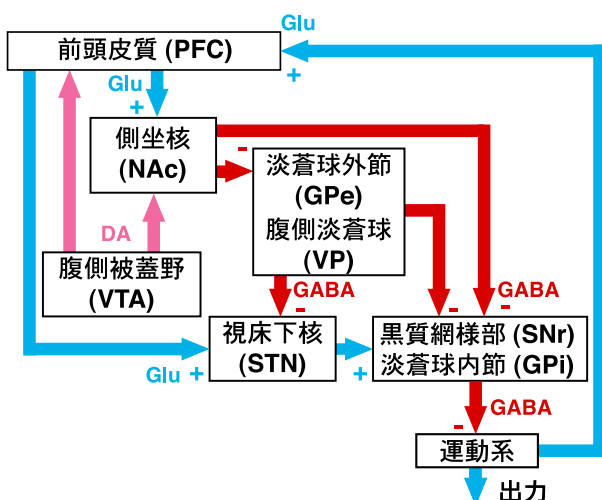 Glu
前頭皮質 (PFC)
+
Glu
+
側坐核
(NAc)
-
淡蒼球外節
(GPe)
腹側淡蒼球
(VP)
DA
腹側被蓋野
(VTA)
GABA
-
GABA
-
-
視床下核
(STN)
黒質網様部 (SNr)
淡蒼球内節 (GPi)
Glu +
+
GABA
-
運動系
出力